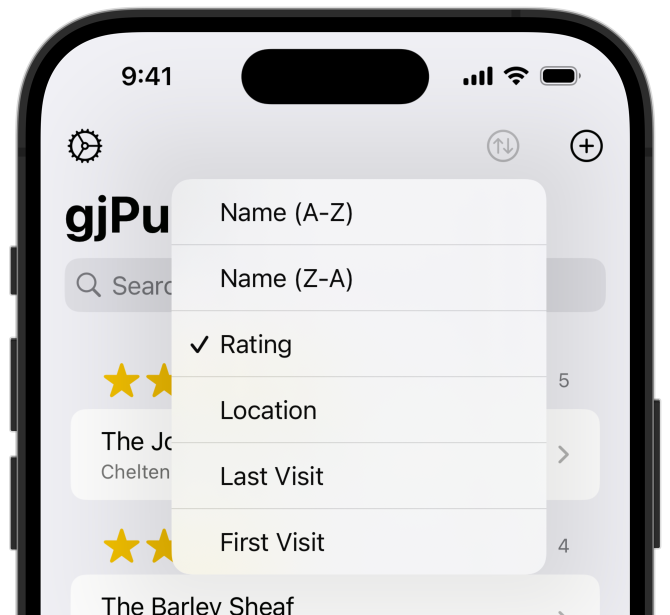 9:41
gjPu
Name (A-Z)
Name (Z-A)
Searc
Rating
5
Location
The Jo
Chelten
Last Visit
First Visit
4
The Barley Sheaf